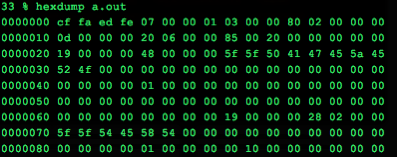 33 % hexdump a.out
0000000 cf fa ed fe 07 00 00 01 03 00 00 80 02 00 00 00
0000010 0d 00 00 00 20 06 00 00 85 00 20 00 00 00 00 00
0000020 19 00 00 00 48 00 00 00 5f 5f 50 41 47 45 5a 45
0000030 52 4f 00 00 00 00 00 00 00 00 00 00 00 00 00 00
0000040 00 00 00 00 01 00 00 00 00 00 00 00 00 00 00 00
0000050 00 00 00 00 00 00 00 00 00 00 00 00 00 00 00 00
0000060 00 00 00 00 00 00 00 00 19 00 00 00 28 02 00 00
0000070 5f 5f 54 45 58 54 00 00 00 00 00 00 00 00 00 00
0000080 00 00 00 00 01 00 00 00 00 10 00 00 00 00 00 00